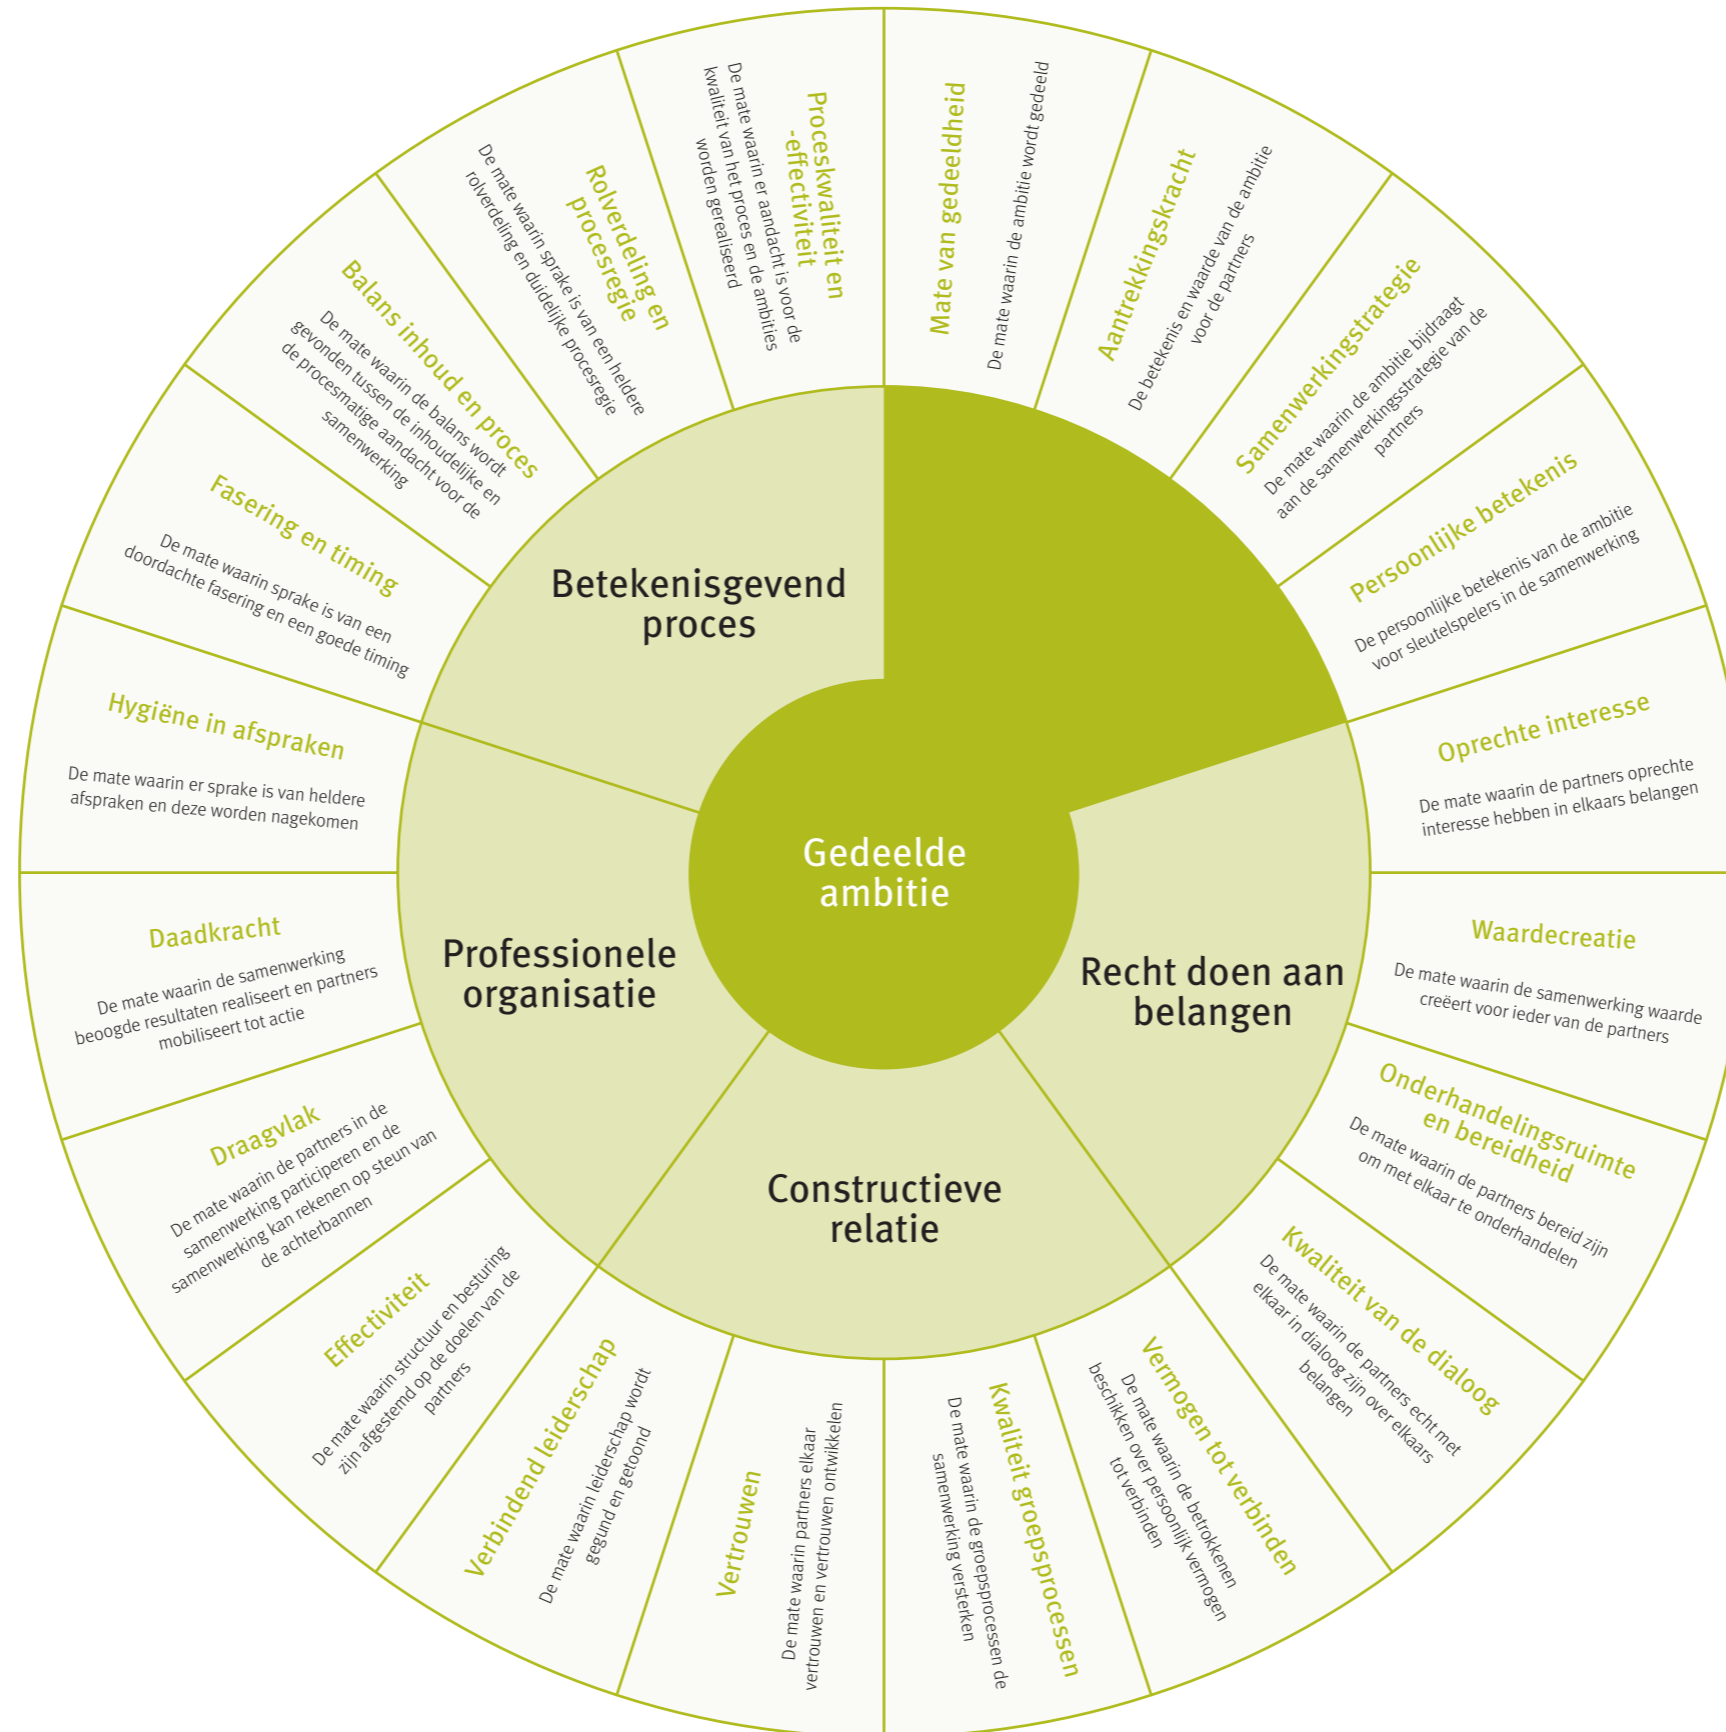 Mate van gedeeldheid
De mate waarin de ambitie wordt gedeeld
Aantrekkingskracht
De betekenis en waarde van de ambitie
voor de partners
Samenwerkingstrategie
De mate waarin de ambitie bijdraagt
aan de samenwerkingsstrategie van de
partners
Persoonlijke betekenis
De persoonlijke betekenis van de ambitie
voor sleutelspelers in de samenwerking
Oprechte interesse
De mate waarin de partners oprechte
interesse hebben in elkaars belangen
Waardecreatie
De mate waarin de samenwerking waarde
creëert voor ieder van de partners
Onderhandelingsruimte
en bereidheid
De mate waarin de partners bereid zijn
om met elkaar te onderhandelen
Kwaliteit van de dialoog
De mate waarin de partners echt met
elkaar in dialoog zijn over elkaars
belangen
Vermogen tot verbinden
De mate waarin de betrokkenen
beschikken over persoonlijk vermogen
tot verbinden
Kwaliteit groepsprocessen
De mate waarin de groepsprocessen de
samenwerking versterken
Vertrouwen
De mate waarin partners elkaar
vertrouwen en vertrouwen ontwikkelen
Verbindend leiderschap
De mate waarin leiderschap wordt
gegund en getoond
Effectiviteit
De mate waarin structuur en besturing
zijn afgestemd op de doelen van de
partners
Draagvlak
De mate waarin de partners in de
samenwerking participeren en de
samenwerking kan rekenen op steun van
de achterbannen
Daadkracht
De mate waarin de samenwerking
beoogde resultaten realiseert en partners
mobiliseert tot actie
Hygiëne in afspraken
De mate waarin er sprake is van heldere
afspraken en deze worden nagekomen
Fasering en timing
De mate waarin sprake is van een
doordachte fasering en een goede timing
Balans inhoud en proces
De mate waarin de balans wordt
gevonden tussen de inhoudelijke en
de procesmatige aandacht voor de
samenwerking
Rolverdeling en
procesregie
De mate waarin sprake is van een heldere
rolverdeling en duidelijke procesregie
Proceskwaliteit en
-effectiviteit
De mate waarin er aandacht is voor de
kwaliteit van het proces en de ambities
worden gerealiseerd
Betekenisgevend
proces
Gedeelde
ambitie
Professionele
organisatie
Recht doen aan
belangen
Constructieve
relatie